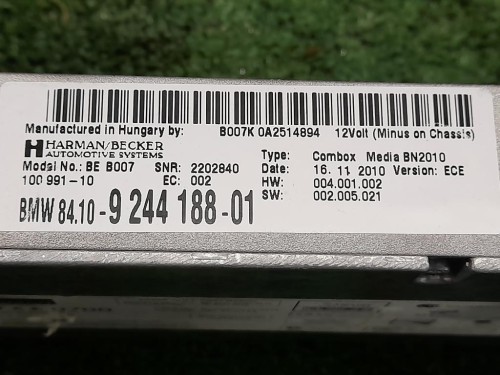 Manufactured in Hungary by: B007K 0A2514894 12Volt (Minus on Chassis)
HARMAN/BECKER
AUTOMOTIVE SYSTEMS
Type: Combox Media BN2010
Model No.: BE B007 SNR: 2202840 Date: 16. 11 2010 Version: ECE
100 991-10 EC: 002 HW: 004.001.002
SW: 002.005.021
BMW 84.10-9 244 188-01